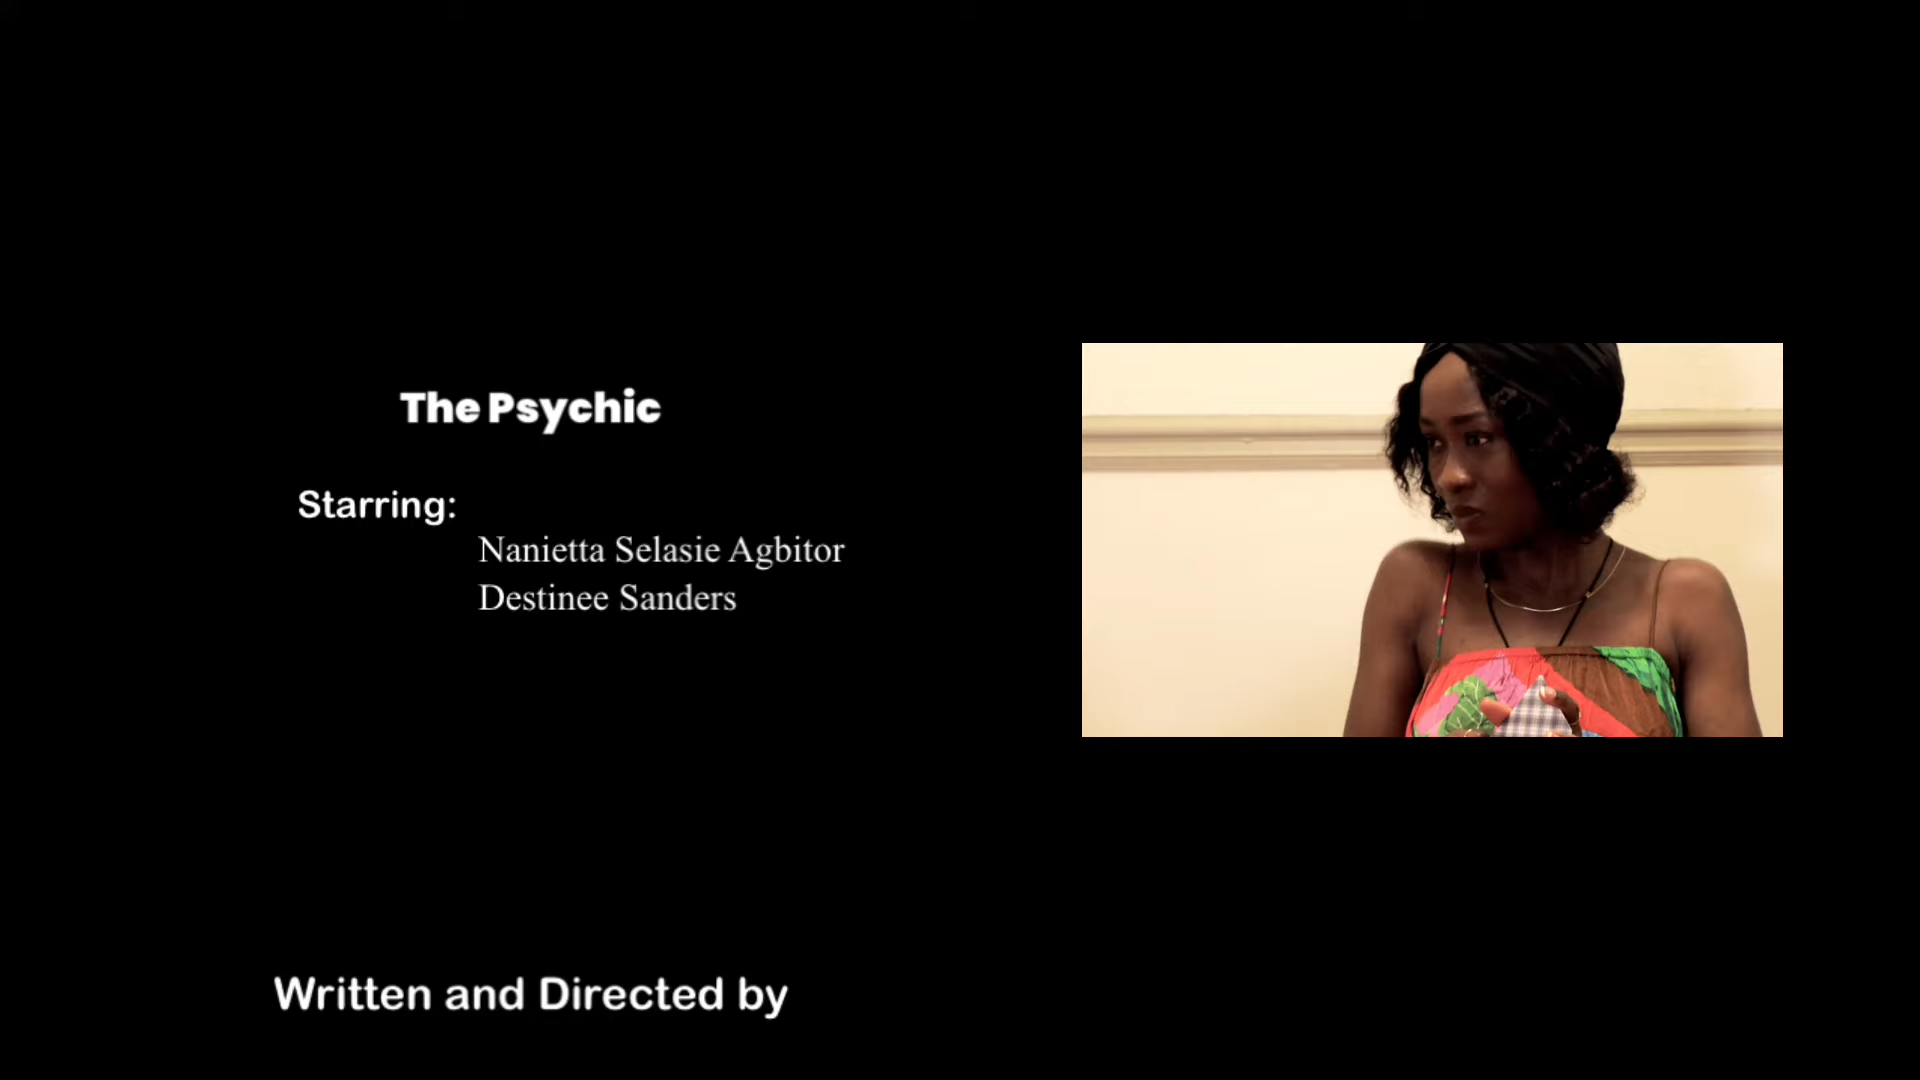 The Psychic
Starring:
Nanietta Selasie Agbitor
Destinee Sanders
Written and Directed by